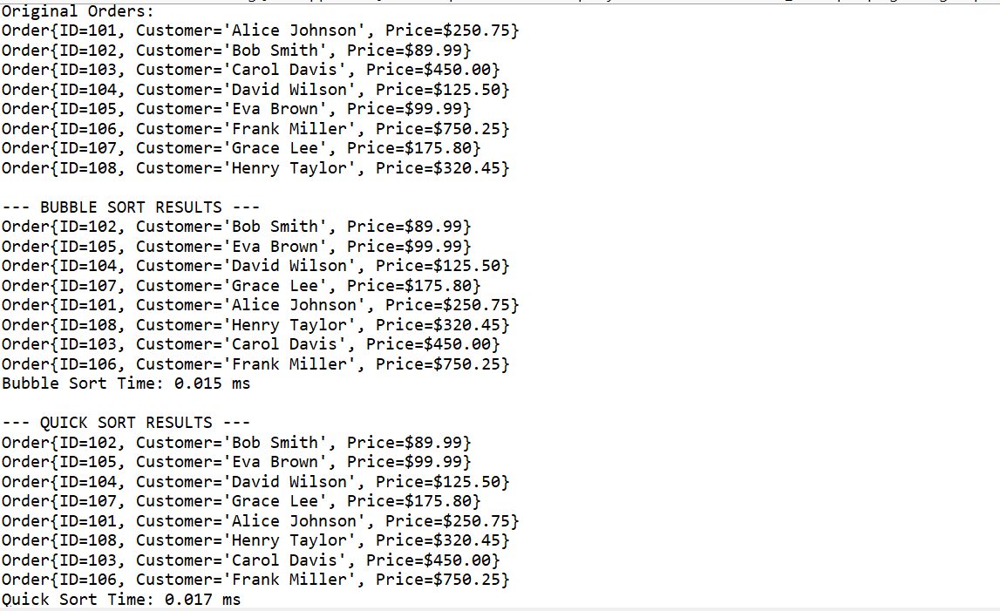 Original Orders:
Order{ID=101, Customer='Alice Johnson', Price=$250.75}
Order{ID=102, Customer='Bob Smith', Price=$89.99}
Order{ID=103, Customer='Carol Davis', Price=$450.00}
Order{ID=104, Customer='David Wilson', Price=$125.50}
Order{ID=105, Customer='Eva Brown', Price=$99.99}
Order{ID=106, Customer='Frank Miller', Price=$750.25}
Order{ID=107, Customer='Grace Lee', Price=$175.80}
Order{ID=108, Customer='Henry Taylor', Price=$320.45}

--- BUBBLE SORT RESULTS ---
Order{ID=102, Customer='Bob Smith', Price=$89.99}
Order{ID=105, Customer='Eva Brown', Price=$99.99}
Order{ID=104, Customer='David Wilson', Price=$125.50}
Order{ID=107, Customer='Grace Lee', Price=$175.80}
Order{ID=101, Customer='Alice Johnson', Price=$250.75}
Order{ID=108, Customer='Henry Taylor', Price=$320.45}
Order{ID=103, Customer='Carol Davis', Price=$450.00}
Order{ID=106, Customer='Frank Miller', Price=$750.25}
Bubble Sort Time: 0.015 ms

--- QUICK SORT RESULTS ---
Order{ID=102, Customer='Bob Smith', Price=$89.99}
Order{ID=105, Customer='Eva Brown', Price=$99.99}
Order{ID=104, Customer='David Wilson', Price=$125.50}
Order{ID=107, Customer='Grace Lee', Price=$175.80}
Order{ID=101, Customer='Alice Johnson', Price=$250.75}
Order{ID=108, Customer='Henry Taylor', Price=$320.45}
Order{ID=103, Customer='Carol Davis', Price=$450.00}
Order{ID=106, Customer='Frank Miller', Price=$750.25}
Quick Sort Time: 0.017 ms